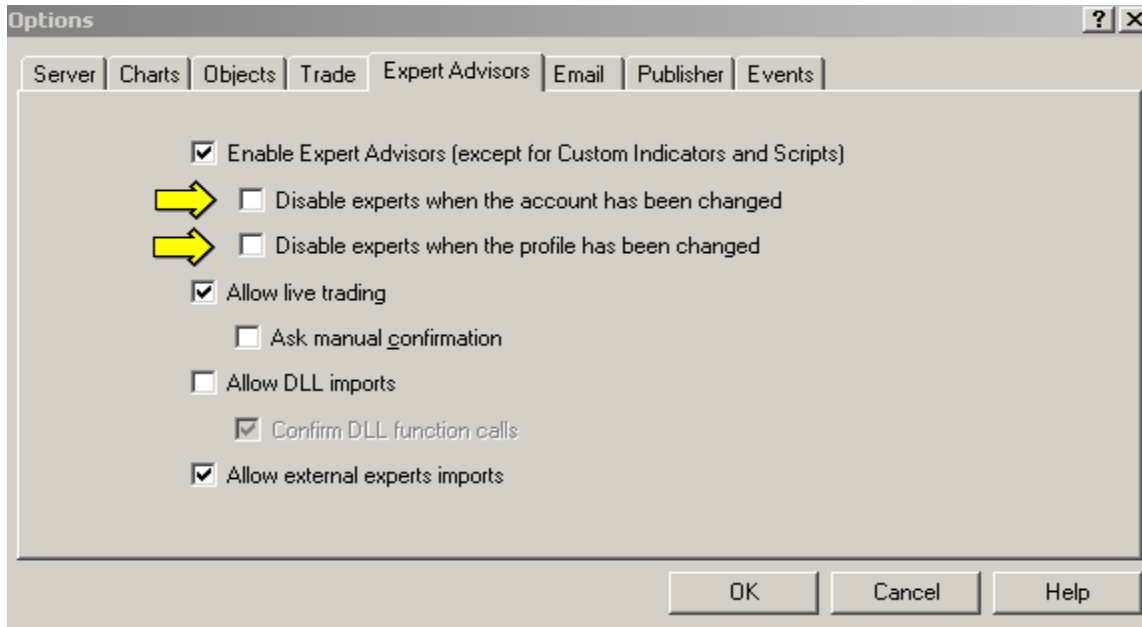 Options
Server Charts Objects Trade Expert Advisors Email Publisher Events
Enable Expert Advisors (except for Custom Indicators and Scripts)
Disable experts when the account has been changed
Disable experts when the profile has been changed
Allow live trading
Ask manual confirmation
Allow DLL imports
Confirm DLL function calls
Allow external experts imports
OK Cancel Help